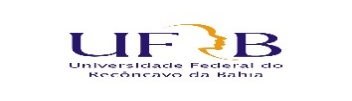 UFRB
Universidade Federal do
Recôncavo da Bahia